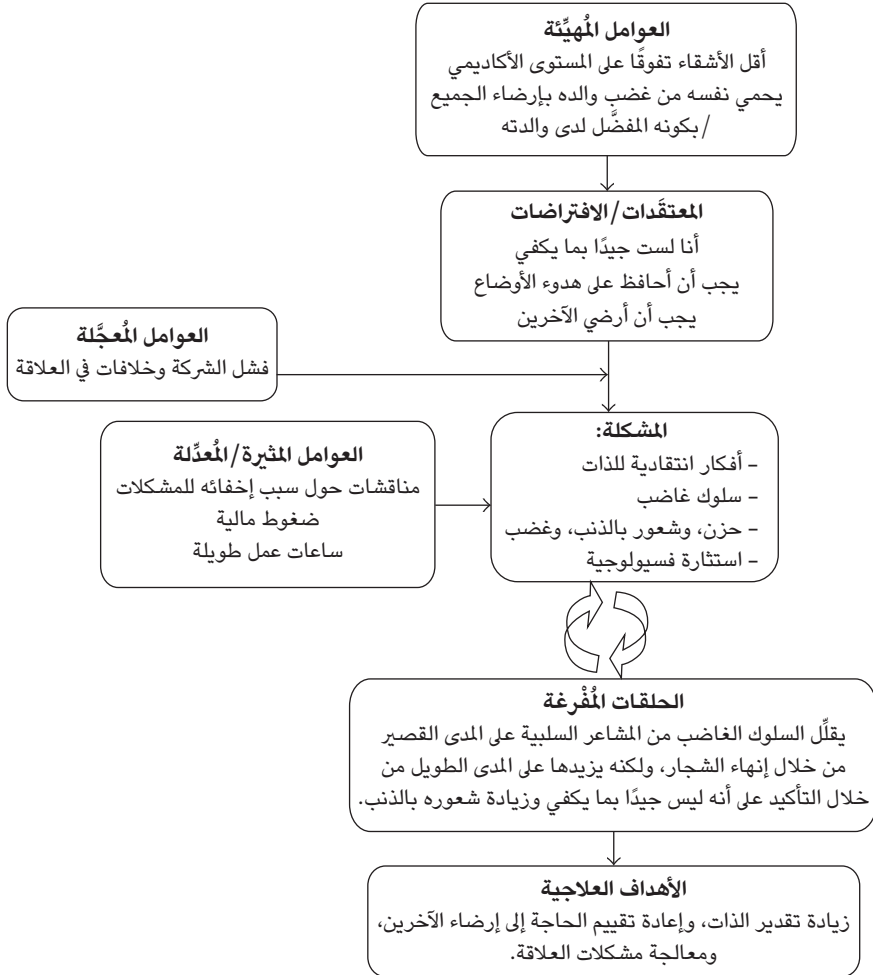 العوامل المُهيِّئة
أقل الأشقاء تفوقًا على المستوى الأكاديمي
يحمي نفسه من غضب والده بإرضاء الجميع
/بكونه المفضَّل لدى والدته
المعتقَدات/الافتراضات
أنا لست جيدًا بما يكفي
يجب أن أحافظ على هدوء الأوضاع
يجب أن أرضي الآخرين
العوامل المُعجَّلة
فشل الشركة وخلافات في العلاقة
المشكلة:
– أفكار انتقادية للذات
– سلوك غاضب
– حزن، وشعور بالذنب، وغضب
– استثارة فسيولوجية
العوامل المثيرة/المُعدِّلة
مناقشات حول سبب إخفائه للمشكلات
ضغوط مالية
ساعات عمل طويلة
الحلقات المُفْرغة
يقلِّل السلوك الغاضب من المشاعر السلبية على المدى القصير
من خلال إنهاء الشجار، ولكنه يزيدها على المدى الطويل من
خلال التأكيد على أنه ليس جيدًا بما يكفي وزيادة شعوره بالذنب.
الأهداف العلاجية
زيادة تقدير الذات، وإعادة تقييم الحاجة إلى إرضاء الآخرين،
ومعالجة مشكلات العلاقة.